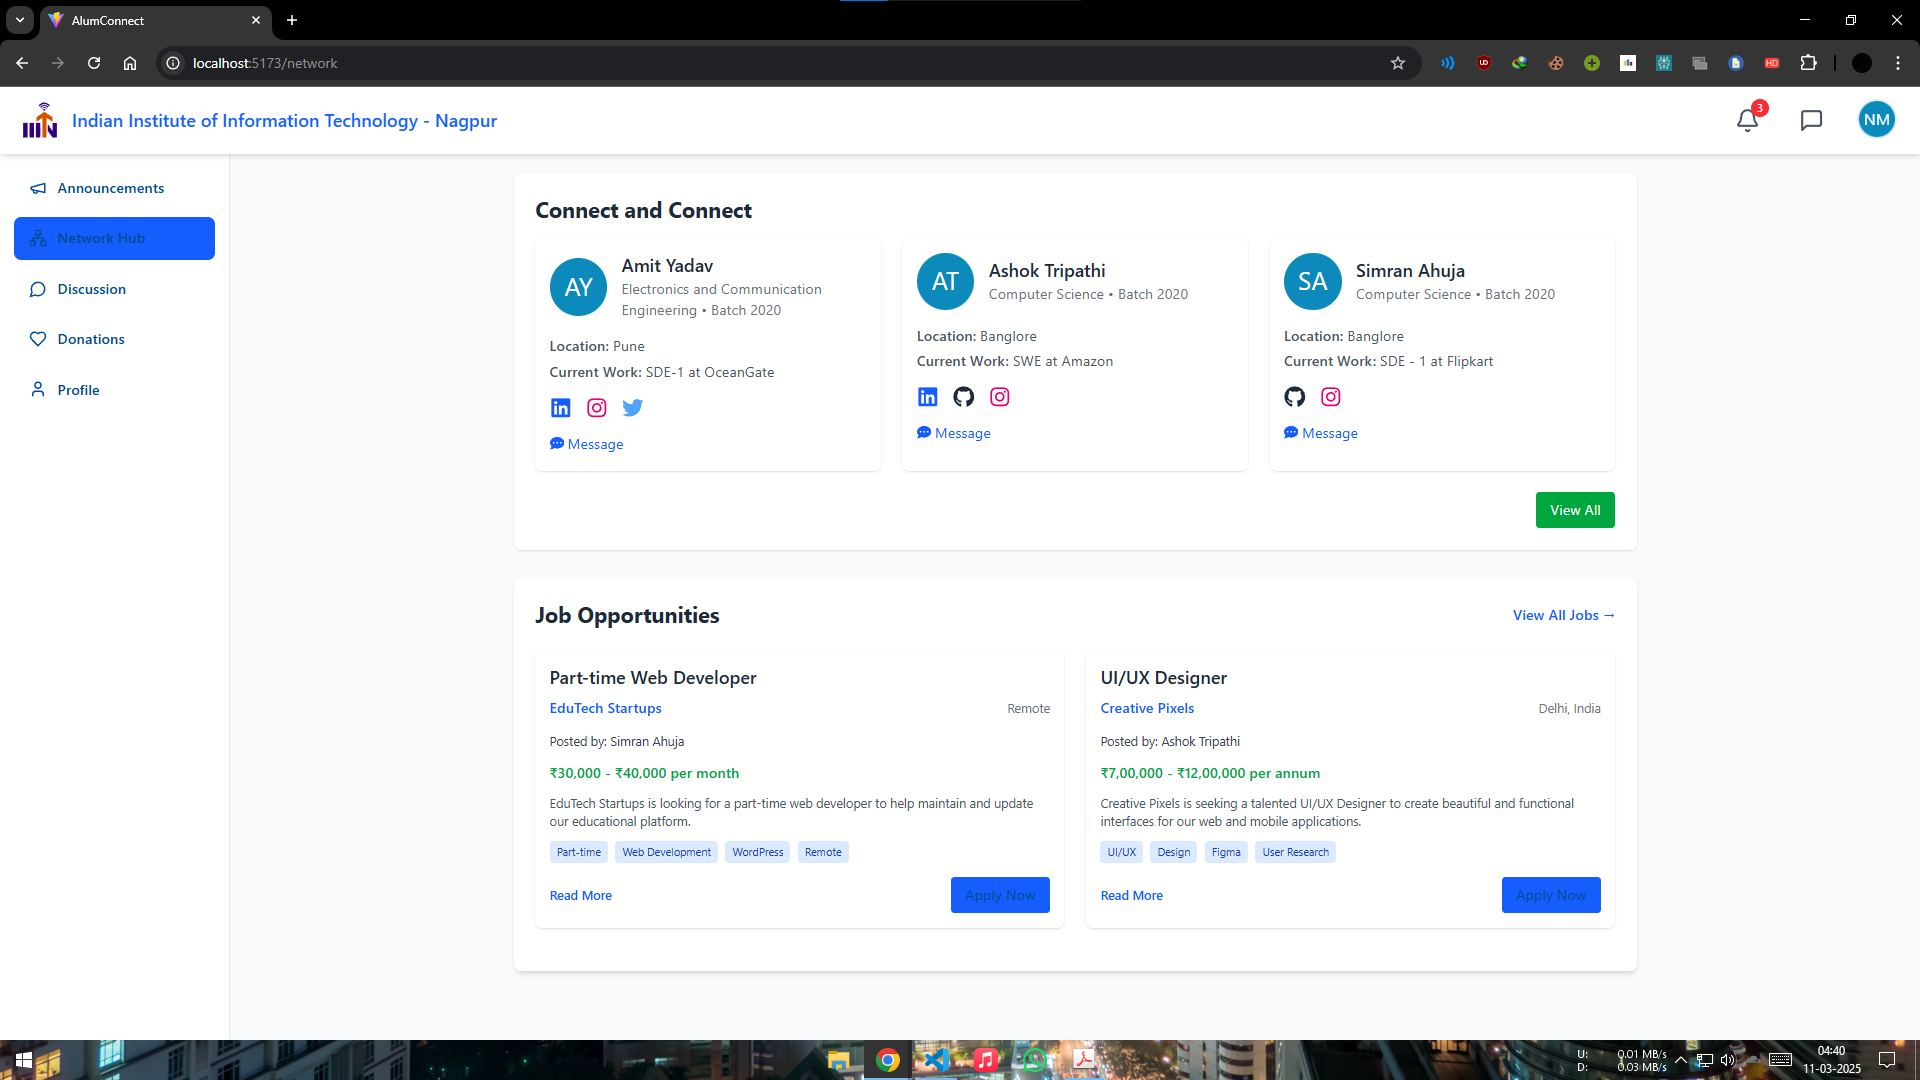 AlumConnect
localhost:5173/network
Indian Institute of Information Technology - Nagpur
3
NM
Announcements
Network Hub
Discussion
Donations
Profile
Connect and Connect
AY
Amit Yadav
Electronics and Communication
Engineering • Batch 2020
Location: Pune
Current Work: SDE-1 at OceanGate
Message
AT
Ashok Tripathi
Computer Science • Batch 2020
Location: Banglore
Current Work: SWE at Amazon
Message
SA
Simran Ahuja
Computer Science • Batch 2020
Location: Banglore
Current Work: SDE - 1 at Flipkart
Message
View All
Job Opportunities
View All Jobs →
Part-time Web Developer
EduTech Startups
Remote
Posted by: Simran Ahuja
₹30,000 - ₹40,000 per month
EduTech Startups is looking for a part-time web developer to help maintain and update
our educational platform.
Part-time Web Development WordPress Remote
Read More
Apply Now
UI/UX Designer
Creative Pixels
Delhi, India
Posted by: Ashok Tripathi
₹7,00,000 - ₹12,00,000 per annum
Creative Pixels is seeking a talented UI/UX Designer to create beautiful and functional
interfaces for our web and mobile applications.
UI/UX Design Figma User Research
Read More
Apply Now
U: 0.01 MB/s
D: 0.03 MB/s
04:40
11-03-2025